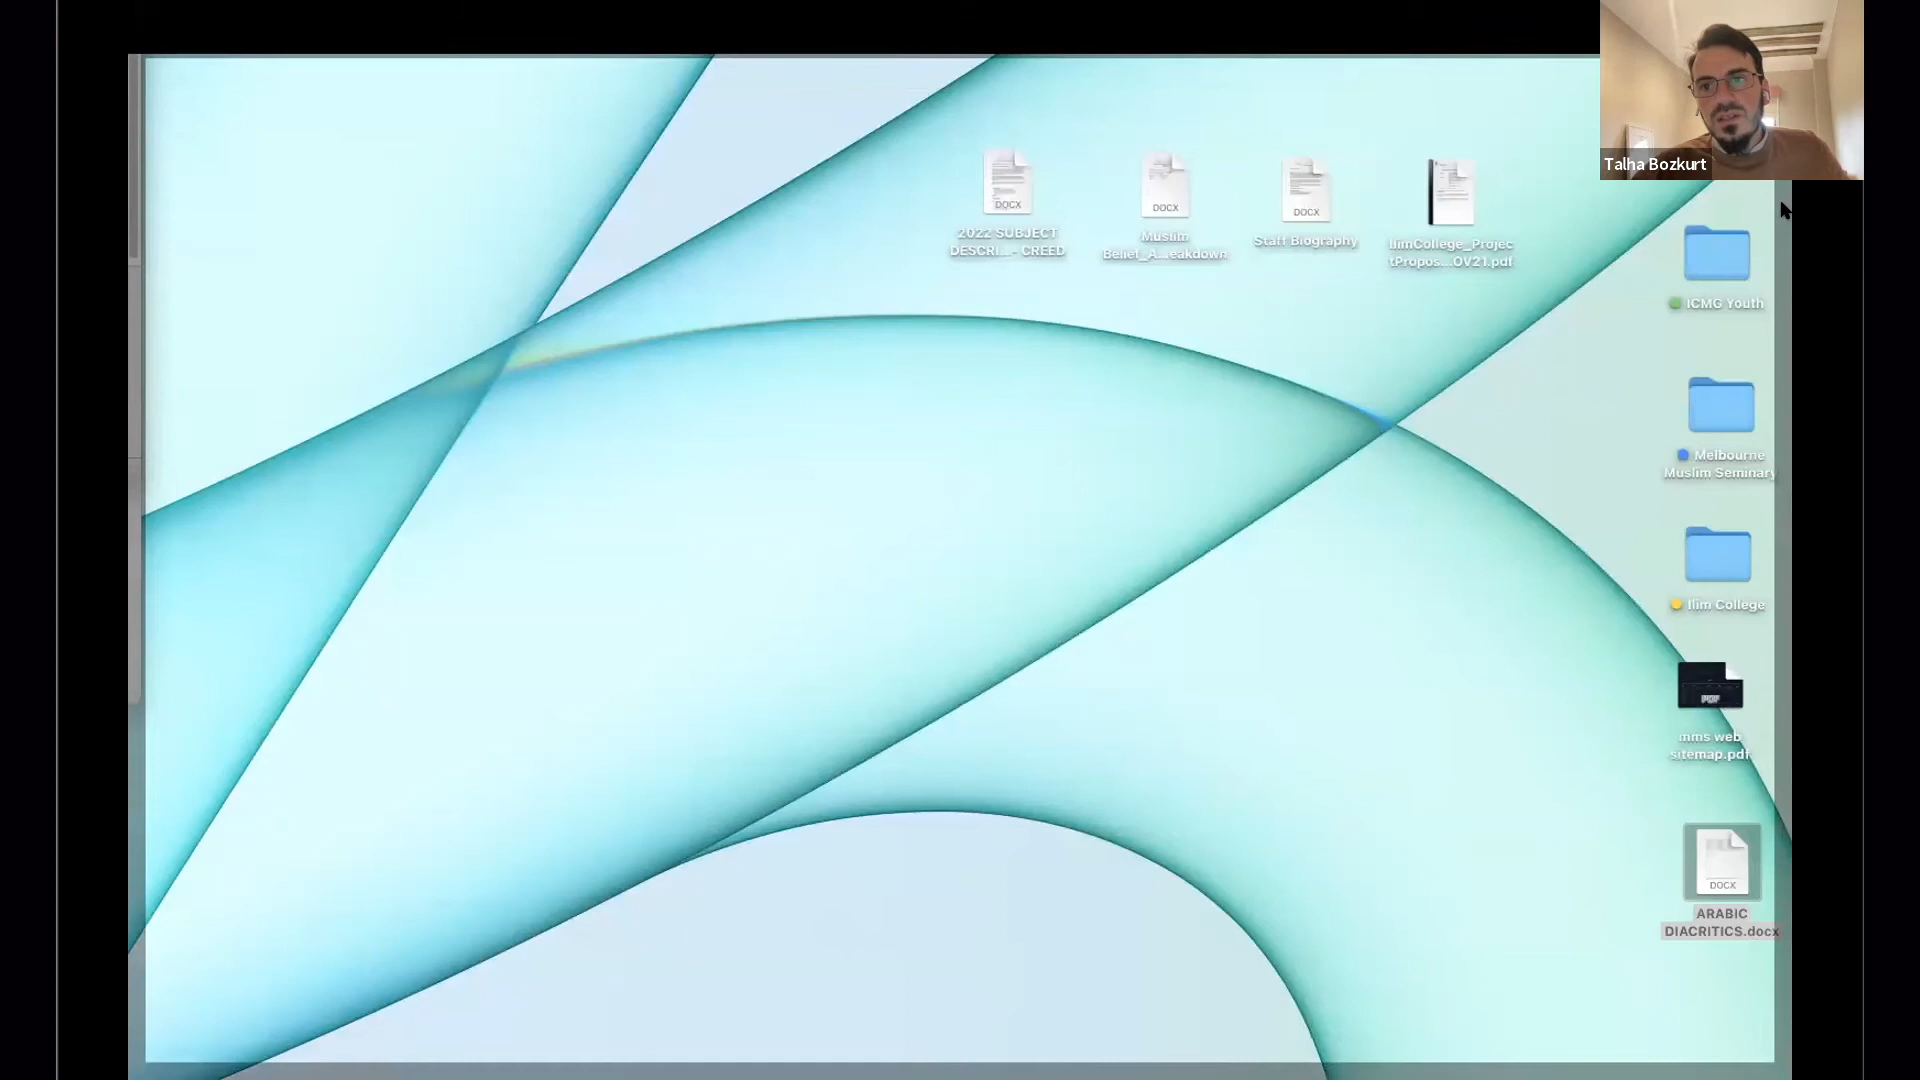 Talha Bozkurt
DOCX
2022 SUBJECT
DESCRI...- CREED
DOCX
Muslim
Belief_A...eakdown
DOCX
Staff Biography
IlimCollege_Projec
tPropos...OV21.pdf
ICMG Youth
Melbourne
Muslim Seminary
Ilim College
PDF
mms web
sitemap.pdf
DOCX
ARABIC
DIACRITICS.docx